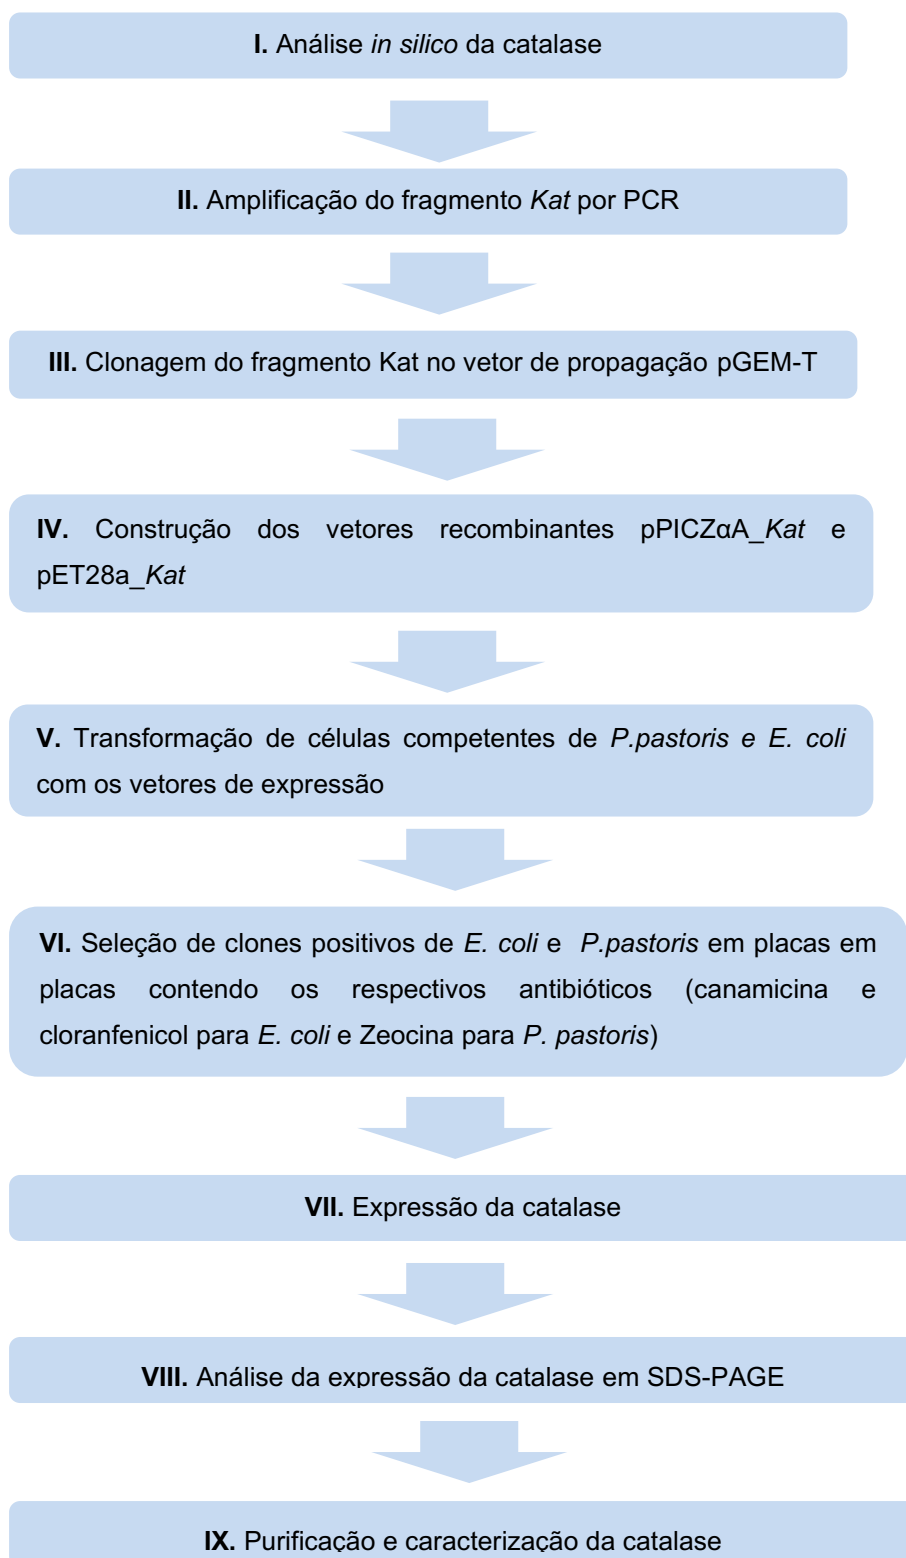 I. Análise in silico da catalase
II. Amplificação do fragmento Kat por PCR
III. Clonagem do fragmento Kat no vetor de propagação pGEM-T
IV. Construção dos vetores recombinantes pPICZαA_Kat e
pET28a_Kat
V. Transformação de células competentes de P.pastoris e E. coli
com os vetores de expressão
VI. Seleção de clones positivos de E. coli e P.pastoris em placas em
placas contendo os respectivos antibióticos (canamicina e
cloranfenicol para E. coli e Zeocina para P. pastoris)
VII. Expressão da catalase
VIII. Análise da expressão da catalase em SDS-PAGE
IX. Purificação e caracterização da catalase